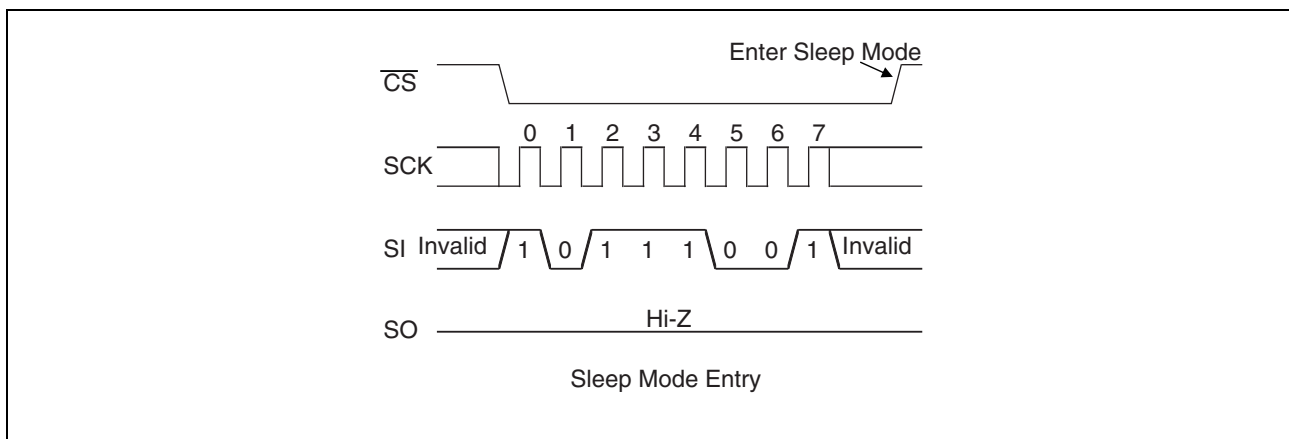 Enter Sleep Mode
CS
0 1 2 3 4 5 6 7
SCK
SI Invalid 1 0 1 1 1 0 0 1 Invalid
Hi-Z
SO
Sleep Mode Entry